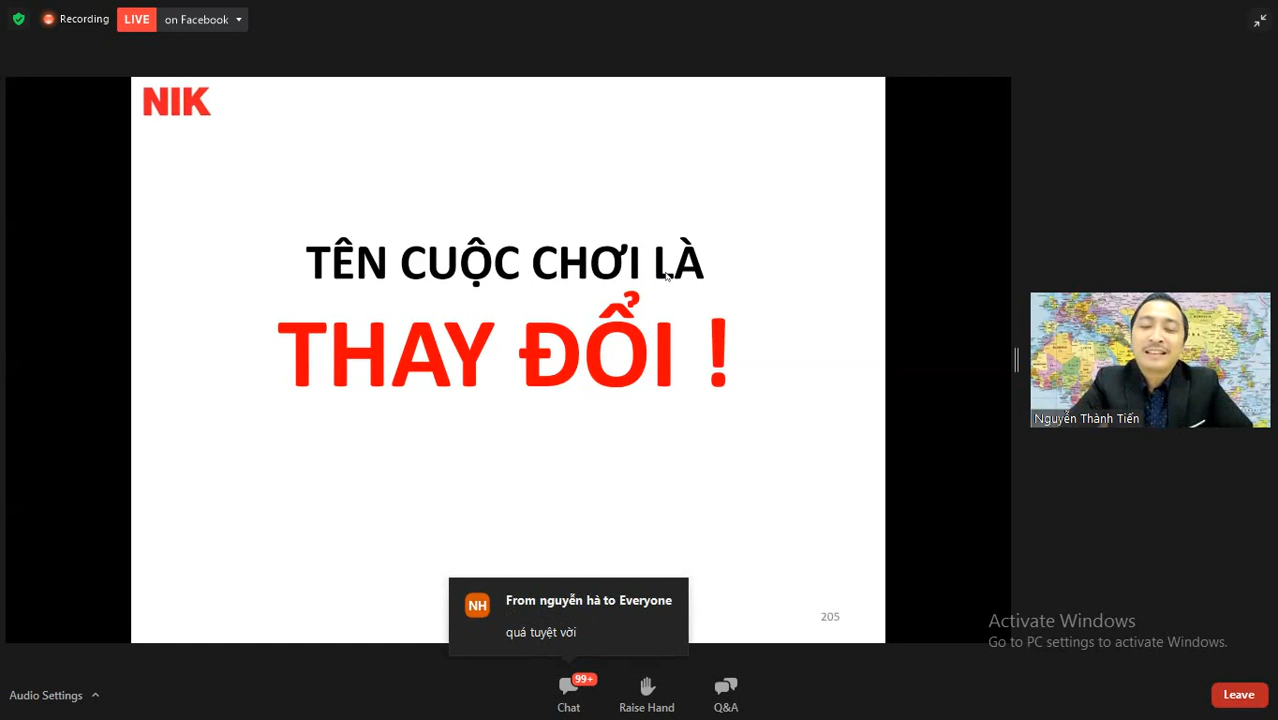 Recording
LIVE on Facebook
NIK
TÊN CUỘC CHƠI LÀ
THAY ĐỔI !
Nguyễn Thành Tiến
NH
From nguyễn hà to Everyone
quá tuyệt vời
205
Activate Windows
Go to PC settings to activate Windows.
Audio Settings
99+
Chat
Raise Hand
Q&A
Leave